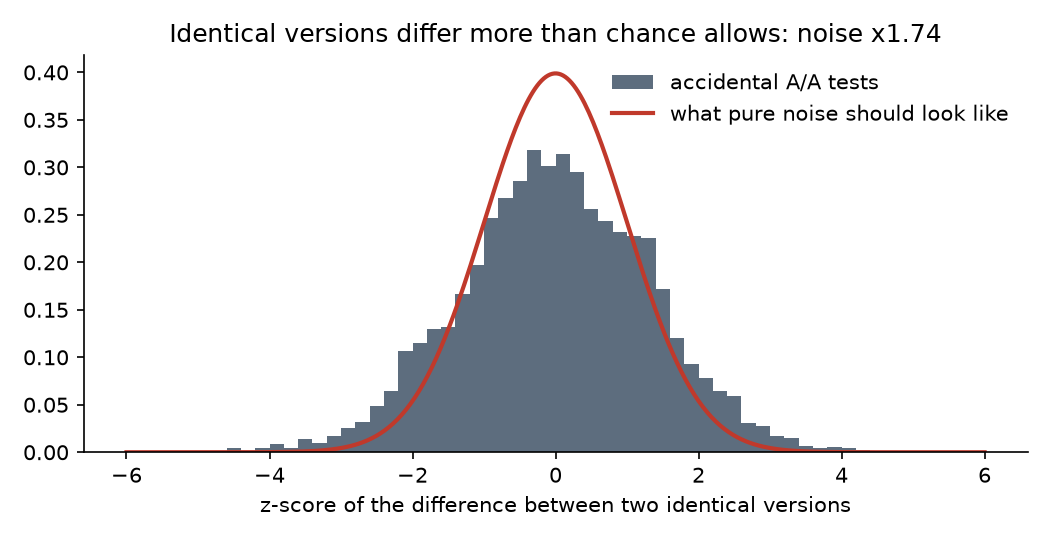 Identical versions differ more than chance allows: noise x1.74
accidental A/A tests
what pure noise should look like
0.40
0.35
0.30
0.25
0.20
0.15
0.10
0.05
0.00
−6 −4 −2 0 2 4 6
z-score of the difference between two identical versions